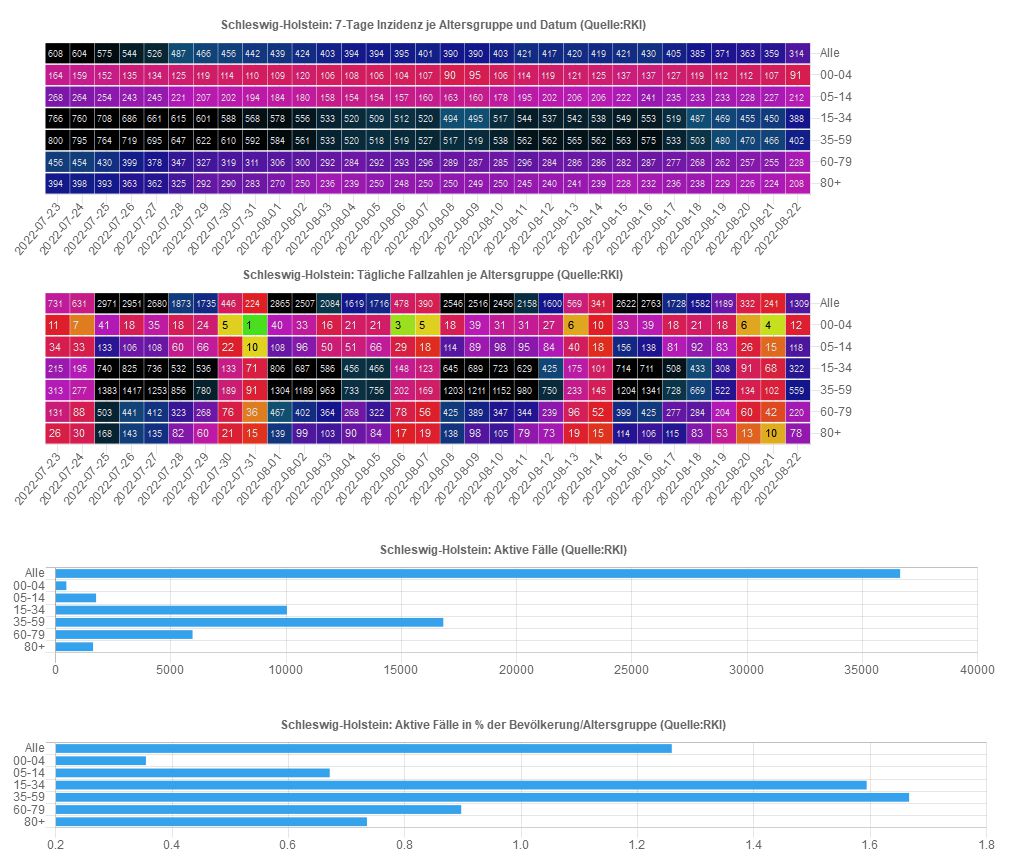 Schleswig-Holstein: 7-Tage Inzidenz je Altersgruppe und Datum (Quelle:RKI)
608 604 575 544 526 487 466 456 442 439 424 403 394 394 395 401 390 390 403 421 417 420 419 421 430 405 385 371 363 359 314 Alle
164 159 152 135 134 125 119 114 110 109 120 106 108 106 104 107 90 95 106 114 119 121 125 137 137 127 119 112 112 107 91 00-04
268 264 254 243 245 221 207 202 194 184 180 158 154 154 157 160 163 160 178 195 202 206 206 222 241 235 233 233 228 227 212 05-14
766 760 708 686 661 615 601 588 568 578 556 533 520 509 512 520 494 495 517 544 537 542 538 549 553 519 487 469 455 450 388 15-34
800 795 764 719 695 647 622 610 592 584 561 533 520 518 519 527 517 519 538 562 562 565 562 563 575 533 503 480 470 466 402 35-59
456 454 430 399 378 347 327 319 311 306 300 292 284 292 293 296 289 287 285 296 284 286 286 287 287 277 268 262 257 255 228 60-79
394 398 393 363 362 325 292 290 283 270 250 236 239 250 248 250 250 249 250 245 240 241 239 228 232 236 238 229 226 224 208 80+
2022-07-23 2022-07-24 2022-07-25 2022-07-26 2022-07-27 2022-07-28 2022-07-29 2022-07-30 2022-07-31 2022-08-01 2022-08-02 2022-08-03 2022-08-04 2022-08-05 2022-08-06 2022-08-07 2022-08-08 2022-08-09 2022-08-10 2022-08-11 2022-08-12 2022-08-13 2022-08-14 2022-08-15 2022-08-16 2022-08-17 2022-08-18 2022-08-19 2022-08-20 2022-08-21 2022-08-22
Schleswig-Holstein: Tägliche Fallzahlen je Altersgruppe (Quelle:RKI)
731 631 2971 2951 2680 1873 1735 446 224 2865 2507 2084 1619 1716 478 390 2546 2516 2456 2158 1600 569 341 2622 2763 1728 1582 1189 332 241 1309 Alle
11 7 41 18 35 18 24 5 1 40 33 16 21 21 3 5 18 39 31 31 27 6 10 33 39 18 21 18 6 4 12 00-04
34 33 133 106 108 60 66 22 10 108 96 50 51 66 29 18 114 89 98 95 84 40 18 156 138 81 92 83 26 15 118 05-14
215 195 740 825 736 532 536 133 71 806 687 586 456 466 148 123 645 689 723 629 425 175 101 714 711 508 433 308 91 68 322 15-34
313 277 1383 1417 1253 856 780 189 91 1304 1189 963 733 756 202 169 1203 1211 1152 980 750 233 145 1204 1341 728 669 522 134 102 559 35-59
131 88 503 441 412 323 268 76 36 467 402 364 268 322 78 56 425 389 347 344 239 96 52 399 425 277 284 204 60 42 220 60-79
26 30 168 143 135 82 60 21 15 139 99 103 90 84 17 19 138 98 105 79 73 19 15 114 106 115 83 53 13 10 78 80+
2022-07-23 2022-07-24 2022-07-25 2022-07-26 2022-07-27 2022-07-28 2022-07-29 2022-07-30 2022-07-31 2022-08-01 2022-08-02 2022-08-03 2022-08-04 2022-08-05 2022-08-06 2022-08-07 2022-08-08 2022-08-09 2022-08-10 2022-08-11 2022-08-12 2022-08-13 2022-08-14 2022-08-15 2022-08-16 2022-08-17 2022-08-18 2022-08-19 2022-08-20 2022-08-21 2022-08-22
Schleswig-Holstein: Aktive Fälle (Quelle:RKI)
Alle
00-04
05-14
15-34
35-59
60-79
80+
0 5000 10000 15000 20000 25000 30000 35000 40000
Schleswig-Holstein: Aktive Fälle in % der Bevölkerung/Altersgruppe (Quelle:RKI)
Alle
00-04
05-14
15-34
35-59
60-79
80+
0.2 0.4 0.6 0.8 1.0 1.2 1.4 1.6 1.8